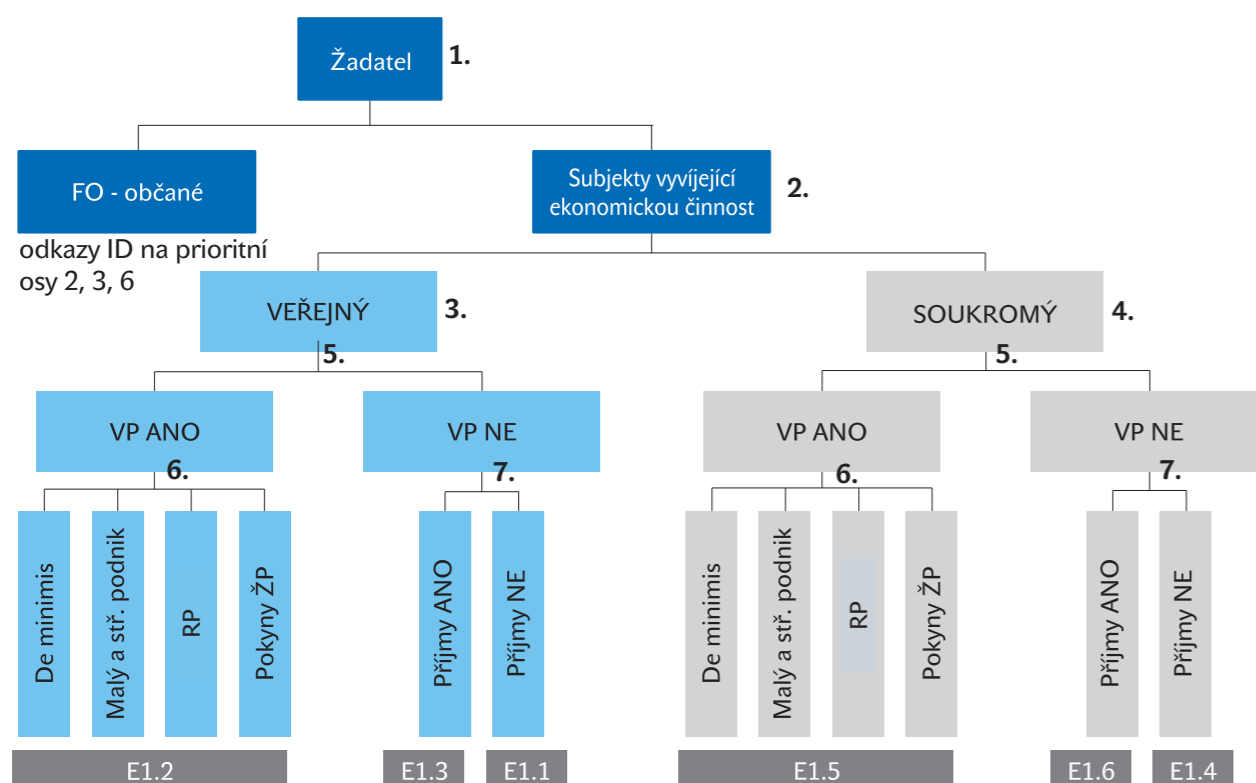 Žadatel
1.
FO - občané
Subjekty vyvíjející
ekonomickou činnost
2.
odkazy ID na prioritní
osy 2, 3, 6
VEŘEJNÝ
3.
SOUKROMÝ
4.
5.
5.
VP ANO
VP NE
VP ANO
VP NE
6.
7.
6.
7.
De minimis
Malý a stř. podnik
RP
Pokyny ŽP
Příjmy ANO
Příjmy NE
De minimis
Malý a stř. podnik
RP
Pokyny ŽP
Příjmy ANO
Příjmy NE
E1.2
E1.3
E1.1
E1.5
E1.6
E1.4